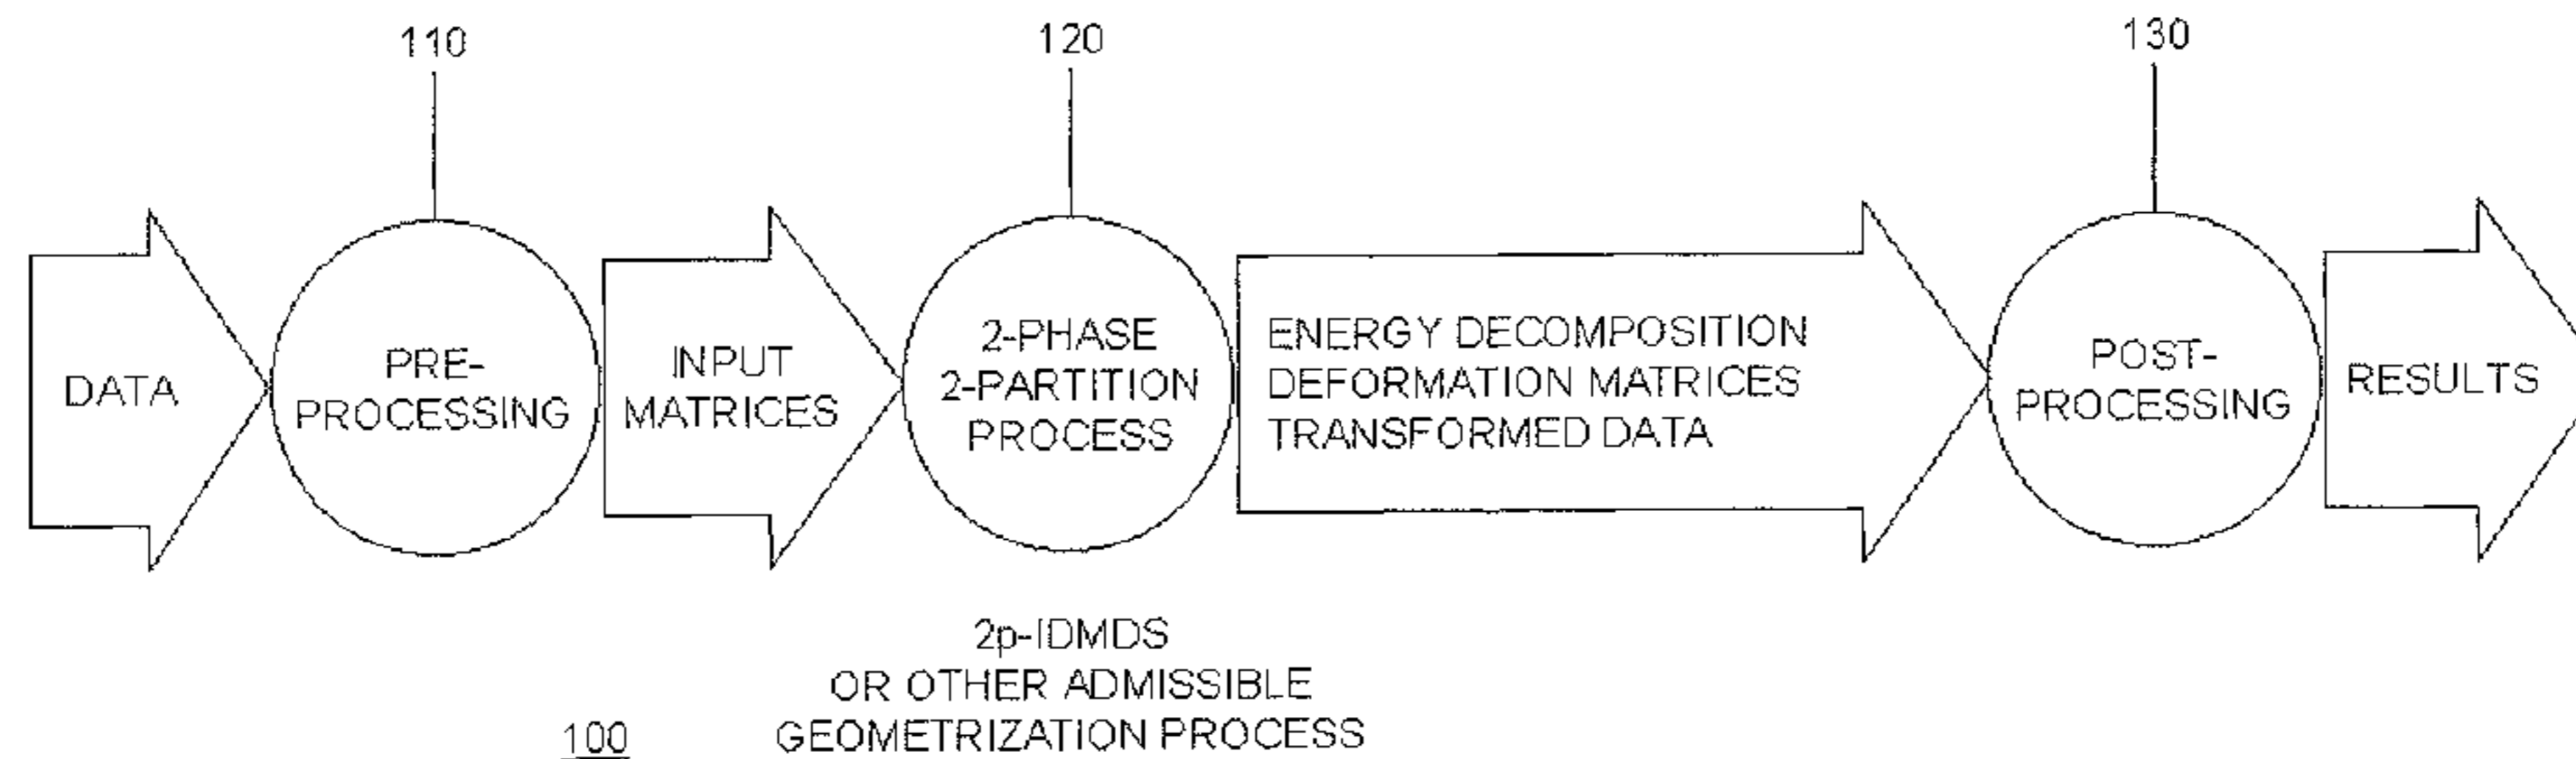 110
120
130
DATA
PRE-
PROCESSING
INPUT
MATRICES
2-PHASE
2-PARTITION
PROCESS
ENERGY DECOMPOSITION
DEFORMATION MATRICES
TRANSFORMED DATA
POST-
PROCESSING
RESULTS
2p-IDMDS
OR OTHER ADMISSIBLE
GEOMETRIZATION PROCESS
100